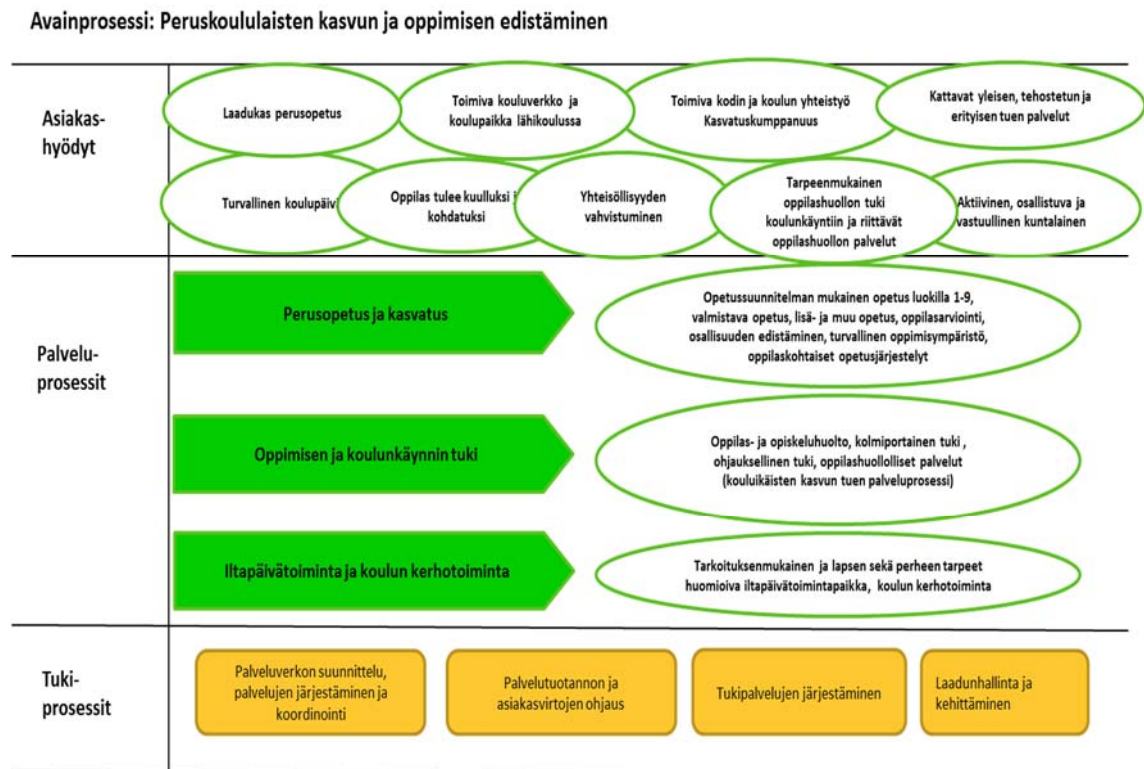 Avainprosessi: Peruskoululaisten kasvun ja oppimisen edistäminen
Asiakas-
hyödyt
Laadukas perusopetus
Toimiva kouluverkko ja
koulupaikka lähikoulussa
Toimiva kodin ja koulun yhteistyö
Kasvatuskumppanuus
Kattavat yleisen, tehostetun ja
erityisen tuen palvelut
Turvallinen koulupäiv
Oppilas tulee kuulluksi j
kohdatuksi
Yhteisöllisyyden
vahvistuminen
Tarpeenmukainen
oppilashuollon tuki
koulunkäyntiin ja riittävät
oppilashuollon palvelut
Aktiivinen, osallistuva ja
vastuullinen kuntalainen
Palvelu-
prosessit
Perusopetus ja kasvatus
Opetussuunnitelman mukainen opetus luokilla 1-9,
valmistava opetus, lisä- ja muu opetus, oppilasarviointi,
osallisuuden edistäminen, turvallinen oppimisympäristö,
oppilaskohtaiset opetusjärjestelyt
Oppimisen ja koulunkäynnin tuki
Oppilas- ja opiskeluhuolto, kolmiportainen tuki ,
ohjauksellinen tuki, oppilashuollolliset palvelut
(kouluikäisten kasvun tuen palveluprosessi)
Iltapäivätoiminta ja koulun kerhotoiminta
Tarkoituksenmukainen ja lapsen sekä perheen tarpeet
huomioiva iltapäivätoimintapaikka, koulun kerhotoiminta
Tuki-
prosessit
Palveluverkon suunnittelu,
palvelujen järjestäminen ja
koordinointi
Palvelutuotannon ja
asiakasvirtojen ohjaus
Tukipalvelujen järjestäminen
Laadunhallinta ja
kehittäminen